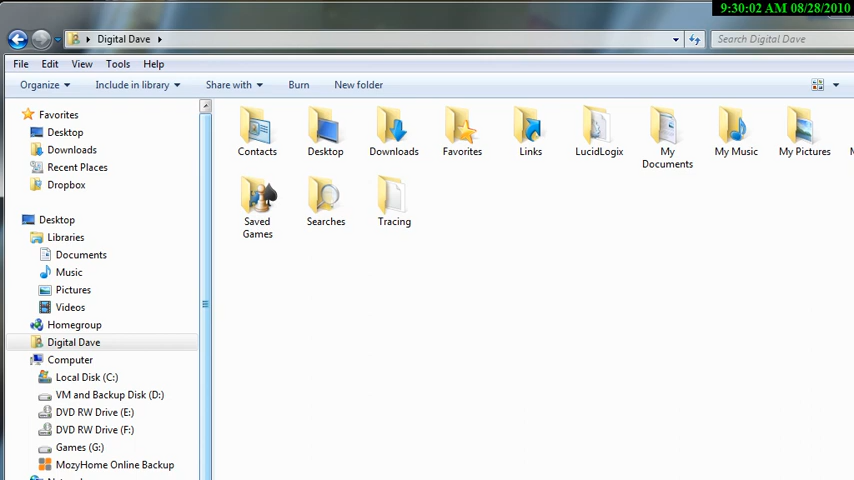 9:30:02 AM 08/28/2010
Digital Dave
Search Digital Dave
File Edit View Tools Help
Organize Include in library Share with Burn New folder
Favorites
Desktop
Downloads
Recent Places
Dropbox
Desktop
Libraries
Documents
Music
Pictures
Videos
Homegroup
Digital Dave
Computer
Local Disk (C:)
VM and Backup Disk (D:)
DVD RW Drive (E:)
DVD RW Drive (F:)
Games (G:)
MozyHome Online Backup
Contacts Desktop Downloads Favorites Links LucidLogix My Documents My Music My Pictures
Saved Games Searches Tracing